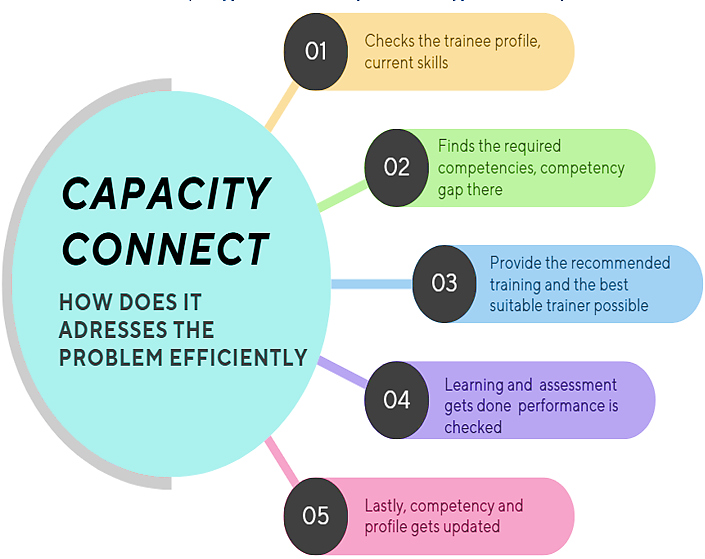 CAPACITY
CONNECT
HOW DOES IT
ADRESSES THE
PROBLEM EFFICIENTLY
01
Checks the trainee profile,
current skills
02
Finds the required
competencies, competency
gap there
03
Provide the recommended
training and the best
suitable trainer possible
04
Learning and assessment
gets done performance is
checked
05
Lastly, competency and
profile gets updated